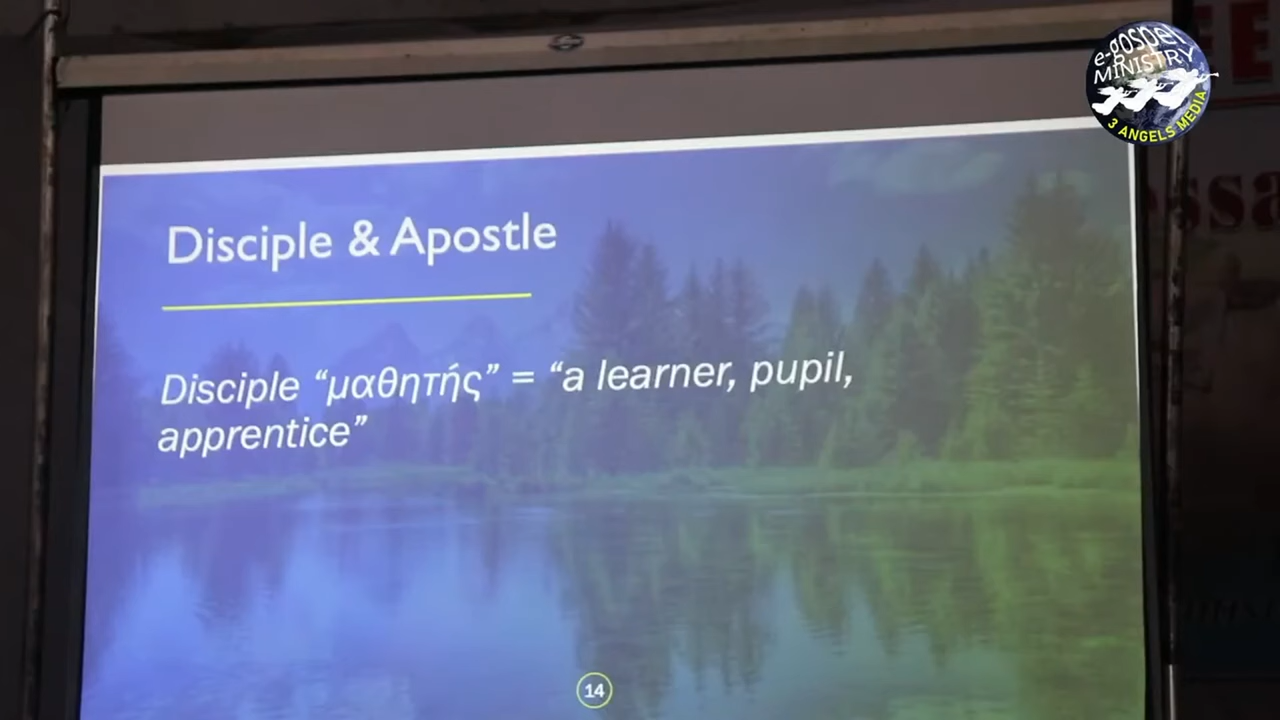 e-gospel
MINISTRY
3 ANGELS MEDIA
Disciple & Apostle
Disciple “μαθητής” = “a learner, pupil,
apprentice”
14